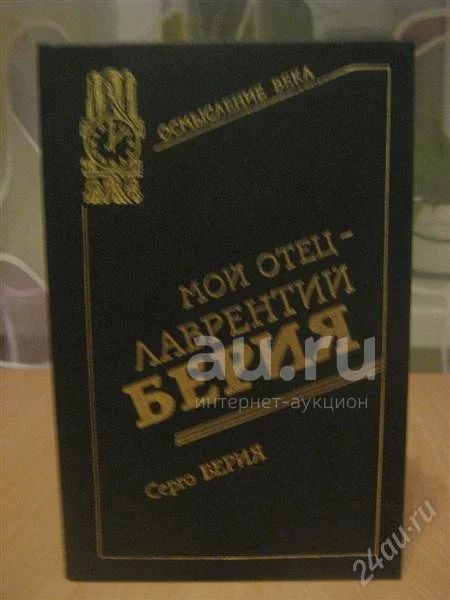 ОСМЫСЛЕНИЕ ВЕКА
МОЙ ОТЕЦ -
ЛАВРЕНТИЙ
БЕРИЯ
au.ru
интернет-аукцион
Серго БЕРИЯ
24au.ru